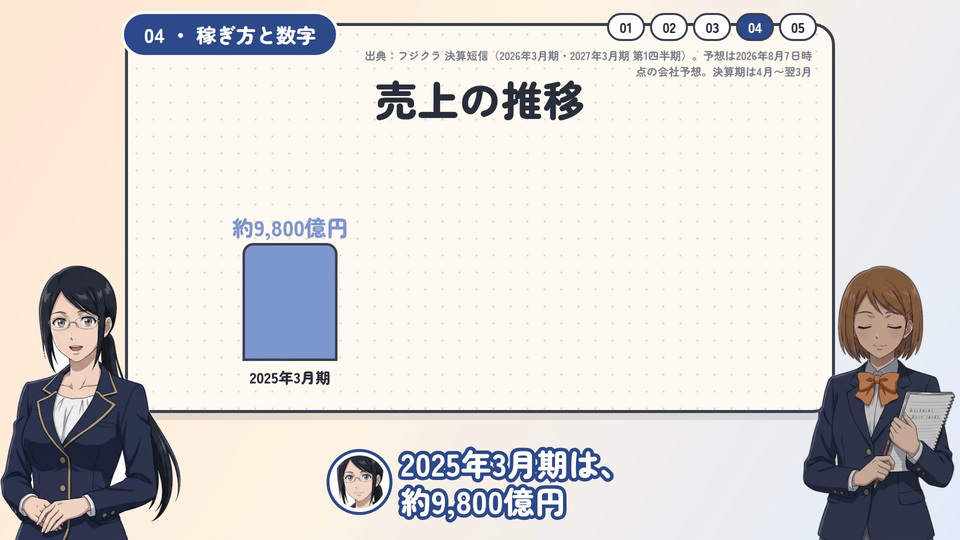 04 ・ 稼ぎ方と数字
01 02 03 04 05
出典：フジクラ 決算短信（2026年3月期・2027年3月期 第1四半期）。予想は2026年8月7日時
点の会社予想。決算期は4月〜翌3月
売上の推移
約9,800億円
2025年3月期
2025年3月期は、
約9,800億円